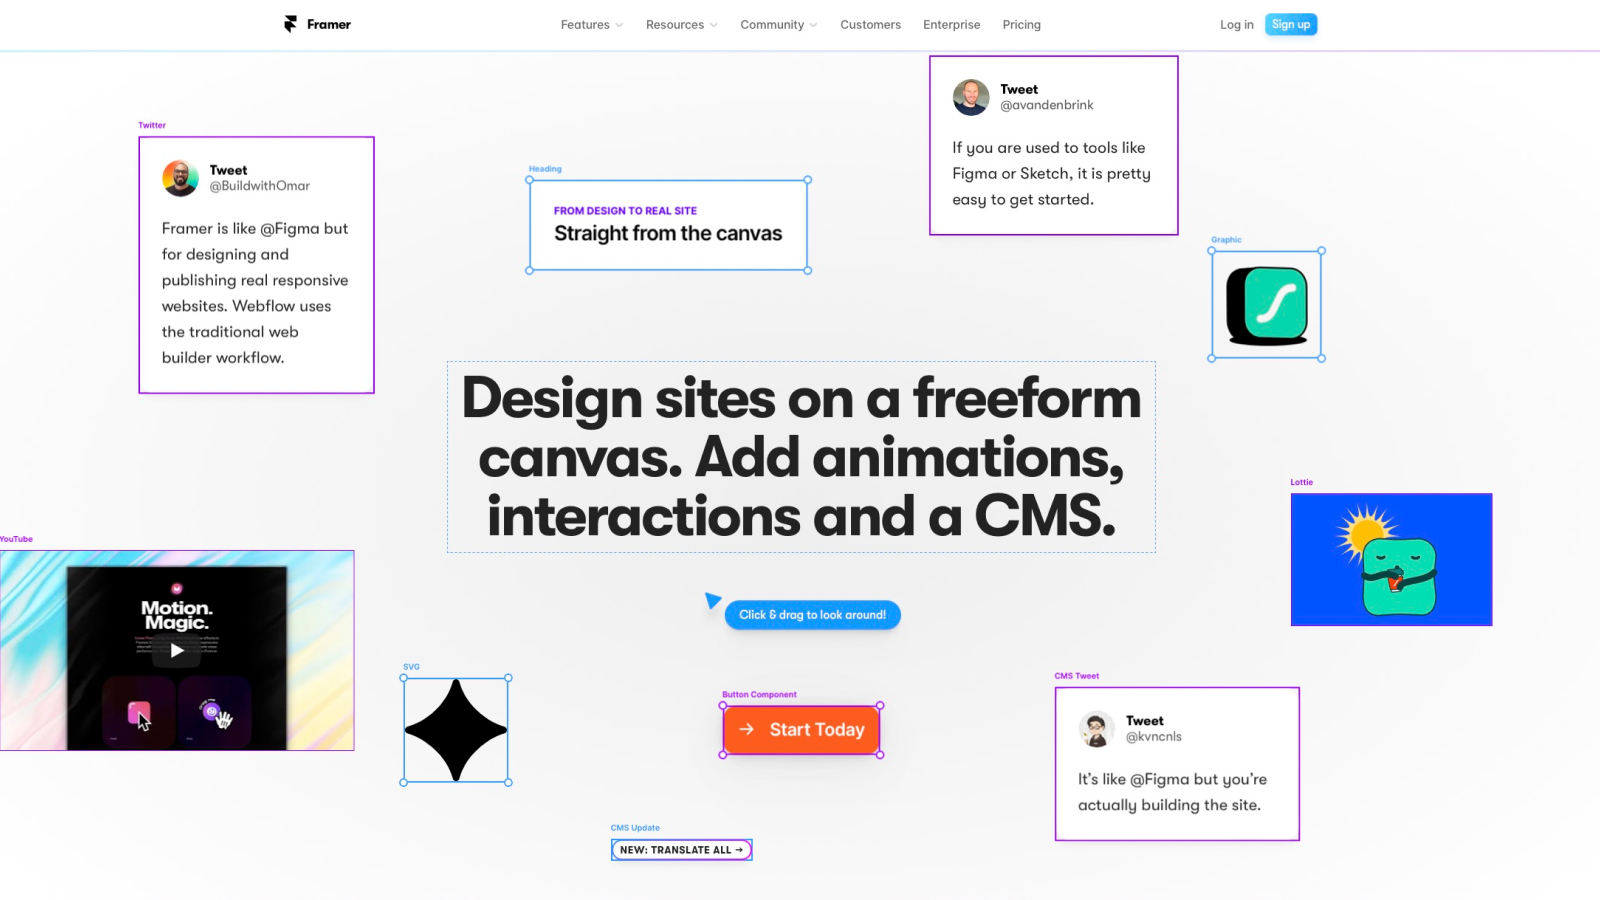 Framer
Features
Resources
Community
Customers
Enterprise
Pricing
Log in
Sign up
Twitter
Tweet
@BuildwithOmar
Framer is like @Figma but
for designing and
publishing real responsive
websites. Webflow uses
the traditional web
builder workflow.
Heading
FROM DESIGN TO REAL SITE
Straight from the canvas
Tweet
@avandenbrink
If you are used to tools like
Figma or Sketch, it is pretty
easy to get started.
Graphic
Design sites on a freeform
canvas. Add animations,
interactions and a CMS.
Lottie
YouTube
Motion.
Magic.
Click & drag to look around!
SVG
Button Component
→ Start Today
CMS Tweet
Tweet
@kvncnls
It's like @Figma but you're
actually building the site.
CMS Update
NEW: TRANSLATE ALL →